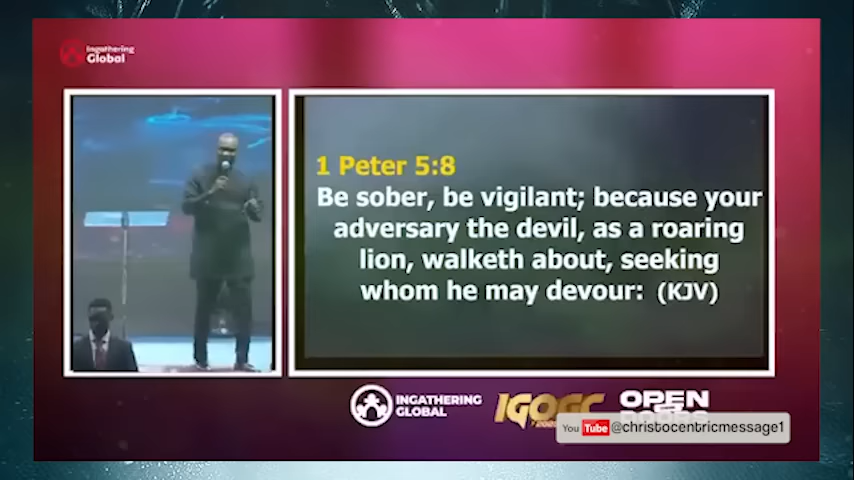 Ingathering
Global
1 Peter 5:8
Be sober, be vigilant; because your
adversary the devil, as a roaring
lion, walketh about, seeking
whom he may devour: (KJV)
INGATHERING
GLOBAL
IGOGC
OPEN
DOORS
You Tube @christocentricmessage1